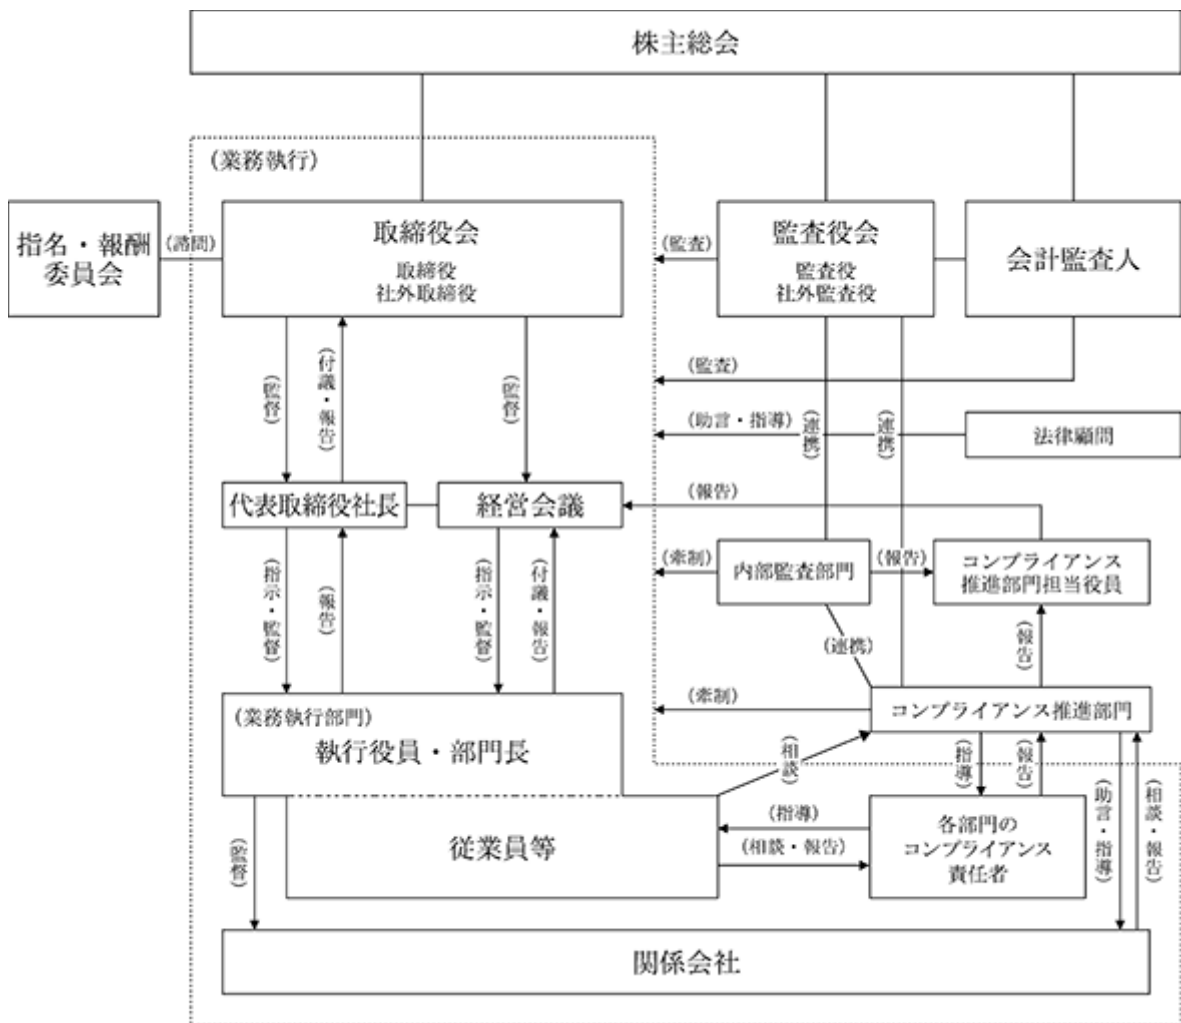 株主総会
(業務執行)
指名・報酬
委員会
(諮問)
取締役会
取締役
社外取締役
(監査)
監査役会
監査役
社外監査役
会計監査人
(監督)
(付議・報告)
(監督)
(監査)
(助言・指導)
(連携)
(連携)
法律顧問
代表取締役社長
経営会議
(報告)
(指示・監督)
(報告)
(指示・監督)
(付議・報告)
(牽制)
内部監査部門
(報告)
コンプライアンス
推進部門担当役員
(連携)
(報告)
(牽制)
コンプライアンス推進部門
(業務執行部門)
執行役員・部門長
(相談)
(指導)
(報告)
(助言・指導)
(相談・報告)
(監督)
従業員等
(指導)
(相談・報告)
各部門の
コンプライアンス
責任者
関係会社